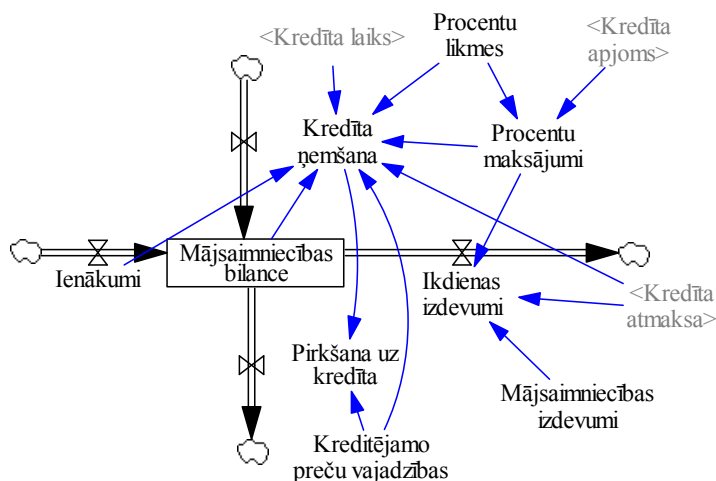 <Kredīta laiks>
Procentu
likmes
<Kredīta
apjoms>
Kredīta
ņemšana
Procentu
maksājumi
Ienākumi
Mājsaimniecības
bilance
Ikdienas
izdevumi
<Kredīta
atmaksa>
Pirkšana uz
kredīta
Mājsaimniecības
izdevumi
Kreditējamo
preču vajadzības